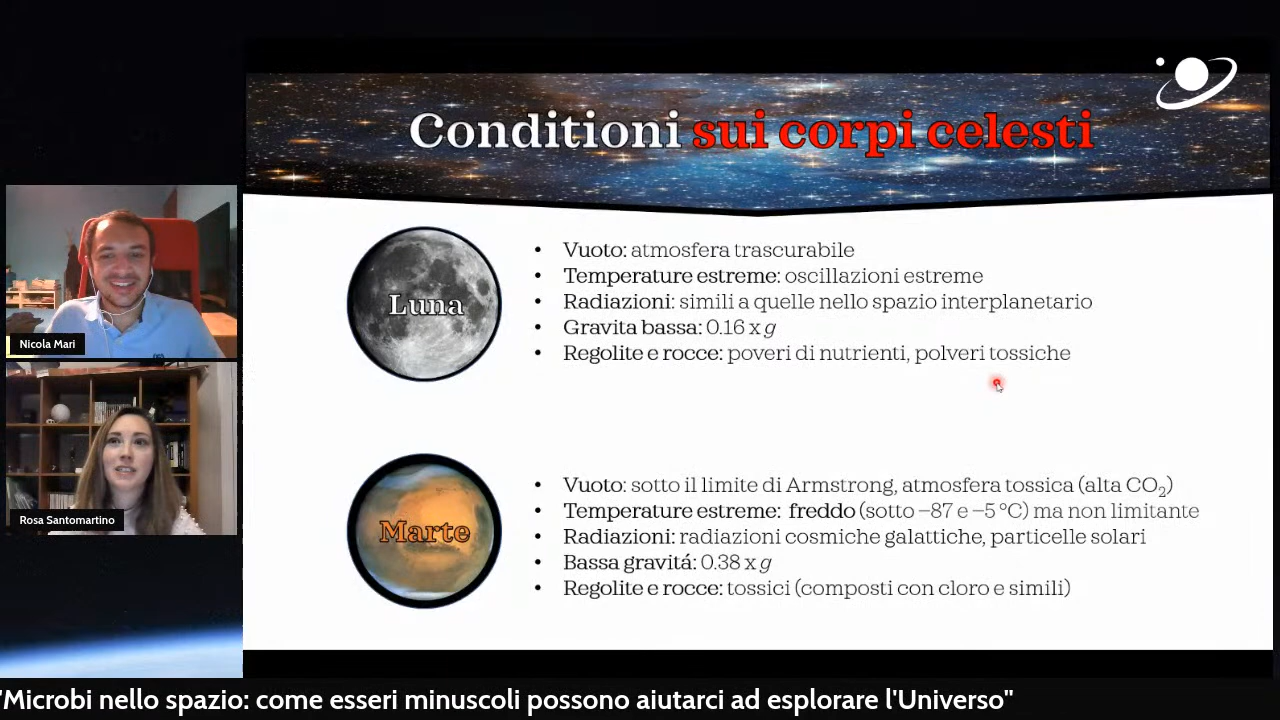 Conditioni sui corpi celesti
Luna
• Vuoto: atmosfera trascurabile
• Temperature estreme: oscillazioni estreme
• Radiazioni: simili a quelle nello spazio interplanetario
• Gravita bassa: 0.16 x g
• Regolite e rocce: poveri di nutrienti, polveri tossiche
Marte
• Vuoto: sotto il limite di Armstrong, atmosfera tossica (alta CO₂)
• Temperature estreme: freddo (sotto –87 e –5 °C) ma non limitante
• Radiazioni: radiazioni cosmiche galattiche, particelle solari
• Bassa gravitá: 0.38 x g
• Regolite e rocce: tossici (composti con cloro e simili)
Nicola Mari
Rosa Santomartino
"Microbi nello spazio: come esseri minuscoli possono aiutarci ad esplorare l'Universo"